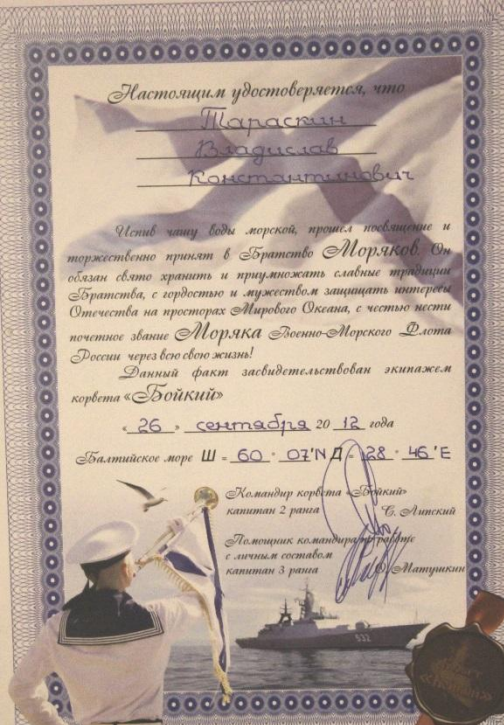 Настоящим удостоверяется, что
Тараскин
Владислав
Константинович
Испив чашу воды морской, прошел посвящение и
торжественно принят в Братство Моряков. Он
обязан свято хранить и приумножать славные традиции
Братства, с гордостью и мужеством защищать интересы
Отечества на просторах Мирового Океана, с честью нести
почетное звание Моряка Военно-Морского Флота
России через всю свою жизнь!
Данный факт засвидетельствован экипажем
корвета «Бойкий»
«26» сентября 2012 года
Балтийское море Ш = 60° 07'N Д = 28° 46'E
Командир корвета «Бойкий»
капитан 2 ранга С. Липский
Помощник командира по работе
с личным составом
капитан 3 ранга О. Матушкин
532